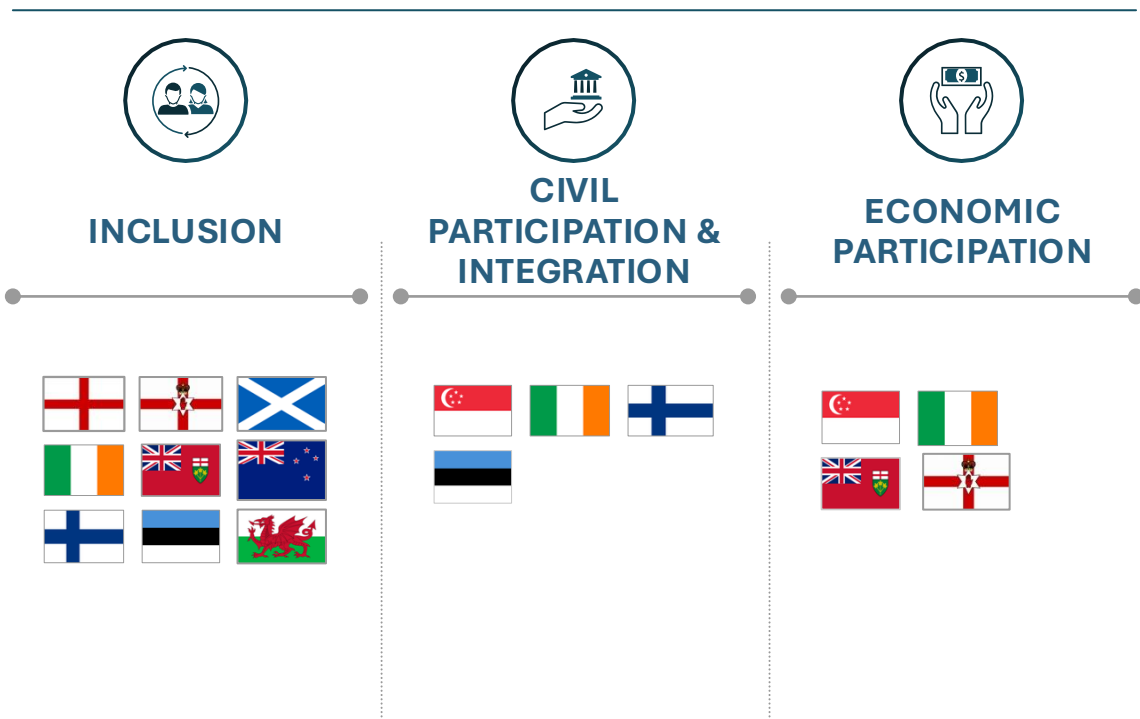 INCLUSION
CIVIL
PARTICIPATION &
INTEGRATION
ECONOMIC
PARTICIPATION